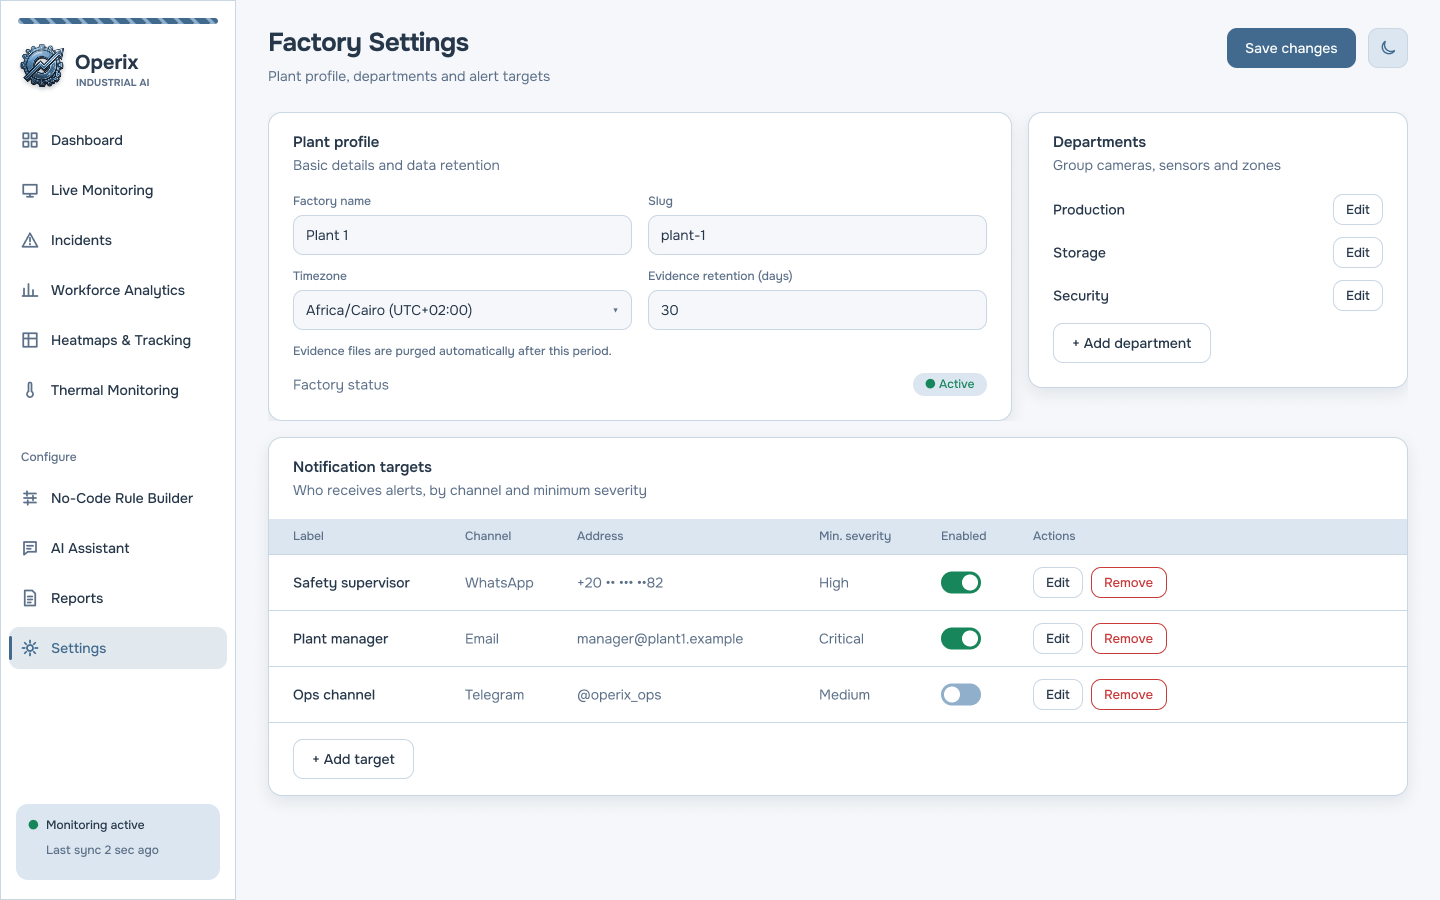 Operix
INDUSTRIAL AI
Dashboard
Live Monitoring
Incidents
Workforce Analytics
Heatmaps & Tracking
Thermal Monitoring
Configure
No-Code Rule Builder
AI Assistant
Reports
Settings
Monitoring active
Last sync 2 sec ago
Factory Settings
Plant profile, departments and alert targets
Save changes
Plant profile
Basic details and data retention
Factory name
Slug
Plant 1
plant-1
Timezone
Evidence retention (days)
Africa/Cairo (UTC+02:00)
30
Evidence files are purged automatically after this period.
Factory status
Active
Departments
Group cameras, sensors and zones
Production Edit
Storage Edit
Security Edit
+ Add department
Notification targets
Who receives alerts, by channel and minimum severity
Label Channel Address Min. severity Enabled Actions
Safety supervisor WhatsApp +20 •• ••• ••82 High Edit Remove
Plant manager Email manager@plant1.example Critical Edit Remove
Ops channel Telegram @operix_ops Medium Edit Remove
+ Add target